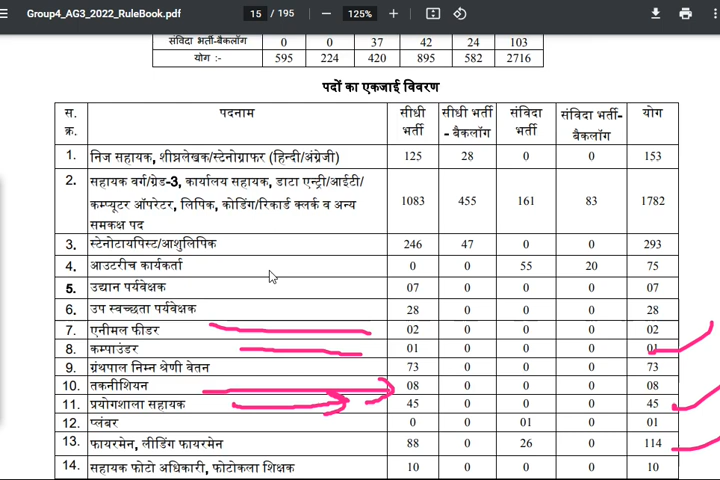 Group4_AG3_2022_RuleBook.pdf 15 / 195 125%
संविदा भर्ती-बैकलॉग 0 0 37 42 24 103
योग :- 595 224 420 895 582 2716
पदों का एकजाई विवरण
स. क्र. पदनाम सीधी भर्ती सीधी भर्ती - बैकलॉग संविदा भर्ती संविदा भर्ती- बैकलॉग योग
1. निज सहायक, शीघ्रलेखक/स्टेनोग्राफर (हिन्दी/अंग्रेजी) 125 28 0 0 153
2. सहायक वर्ग/ग्रेड-3, कार्यालय सहायक, डाटा एन्ट्री/आईटी/
कम्प्यूटर ऑपरेटर, लिपिक, कोडिंग/रिकार्ड क्लर्क व अन्य 1083 455 161 83 1782
समकक्ष पद
3. स्टेनोटायपिस्ट/आशुलिपिक 246 47 0 0 293
4. आउटरीच कार्यकर्ता 0 0 55 20 75
5. उद्यान पर्यवेक्षक 07 0 0 0 07
6. उप स्वच्छता पर्यवेक्षक 28 0 0 0 28
7. एनीमल फीडर 02 0 0 0 02
8. कम्पाउंडर 01 0 0 0 01
9. ग्रंथपाल निम्न श्रेणी वेतन 73 0 0 0 73
10. तकनीशियन 08 0 0 0 08
11. प्रयोगशाला सहायक 45 0 0 0 45
12. प्लंबर 0 0 01 0 01
13. फायरमेन, लीडिंग फायरमेन 88 0 26 0 114
14. सहायक फोटो अधिकारी, फोटोकला शिक्षक 10 0 0 0 10